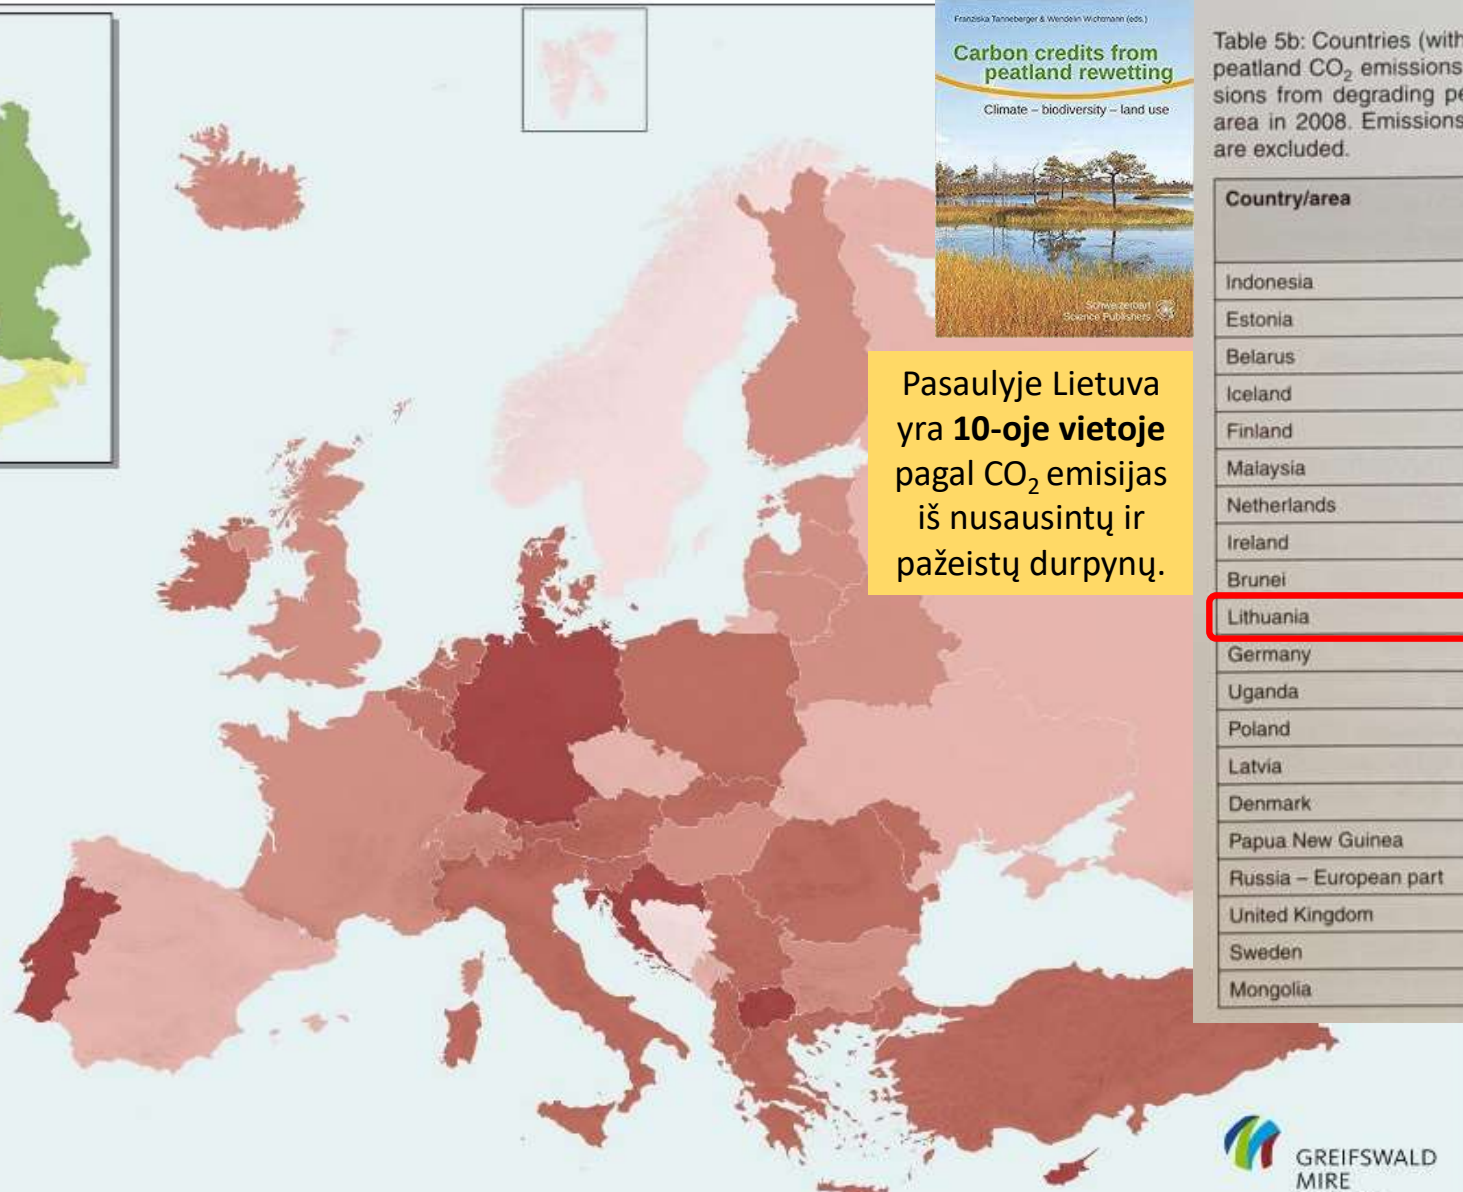 Franziska Tanneberger & Wendelin Wichtmann (eds.)
Carbon credits from
peatland rewetting
Climate – biodiversity – land use
Schweizerbart
Science Publishers
Pasaulyje Lietuva
yra 10-oje vietoje
pagal CO₂ emisijas
iš nusausintų ir
pažeistų durpynų.
Table 5b: Countries (with
peatland CO₂ emissions
sions from degrading pe
area in 2008. Emissions
are excluded.
Country/area
Indonesia
Estonia
Belarus
Iceland
Finland
Malaysia
Netherlands
Ireland
Brunei
Lithuania
Germany
Uganda
Poland
Latvia
Denmark
Papua New Guinea
Russia – European part
United Kingdom
Sweden
Mongolia
GREIFSWALD
MIRE